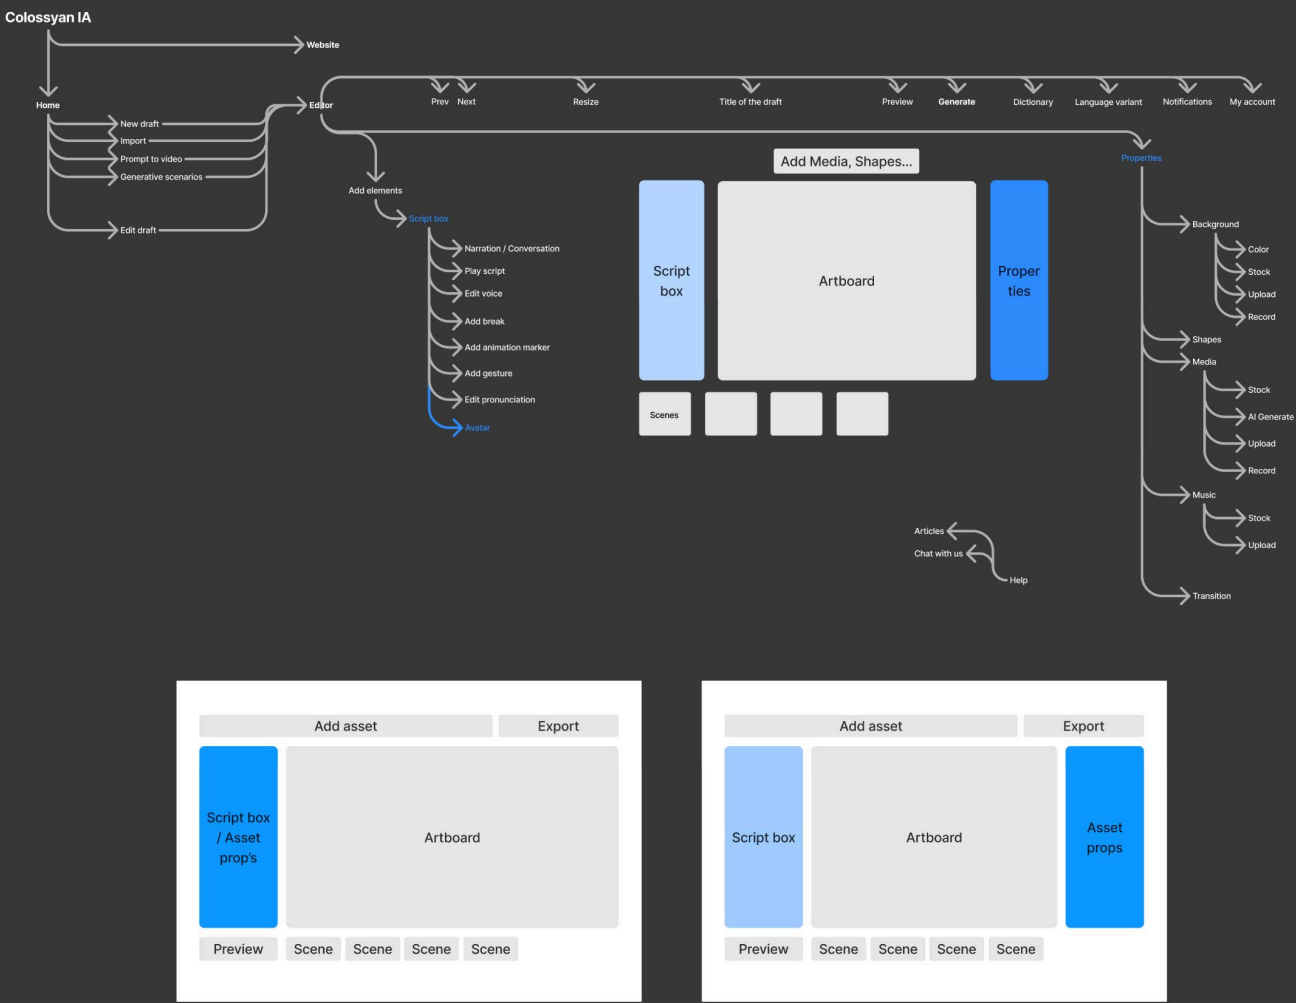 Colossyan IA
Website
Home
Editor
Prev
Next
Resize
Title of the draft
Preview
Generate
Dictionary
Language variant
Notifications
My account
New draft
Import
Prompt to video
Generative scenarios
Edit draft
Add elements
Script box
Narration / Conversation
Play script
Edit voice
Add break
Add animation marker
Add gesture
Edit pronunciation
Avatar
Add Media, Shapes...
Script
box
Artboard
Proper
ties
Scenes
Properties
Background
Color
Stock
Upload
Record
Shapes
Media
Stock
AI Generate
Upload
Record
Music
Stock
Upload
Transition
Articles
Chat with us
Help
Add asset
Export
Script box
/ Asset
prop's
Artboard
Preview
Scene
Scene
Scene
Scene
Add asset
Export
Script box
Artboard
Asset
props
Preview
Scene
Scene
Scene
Scene